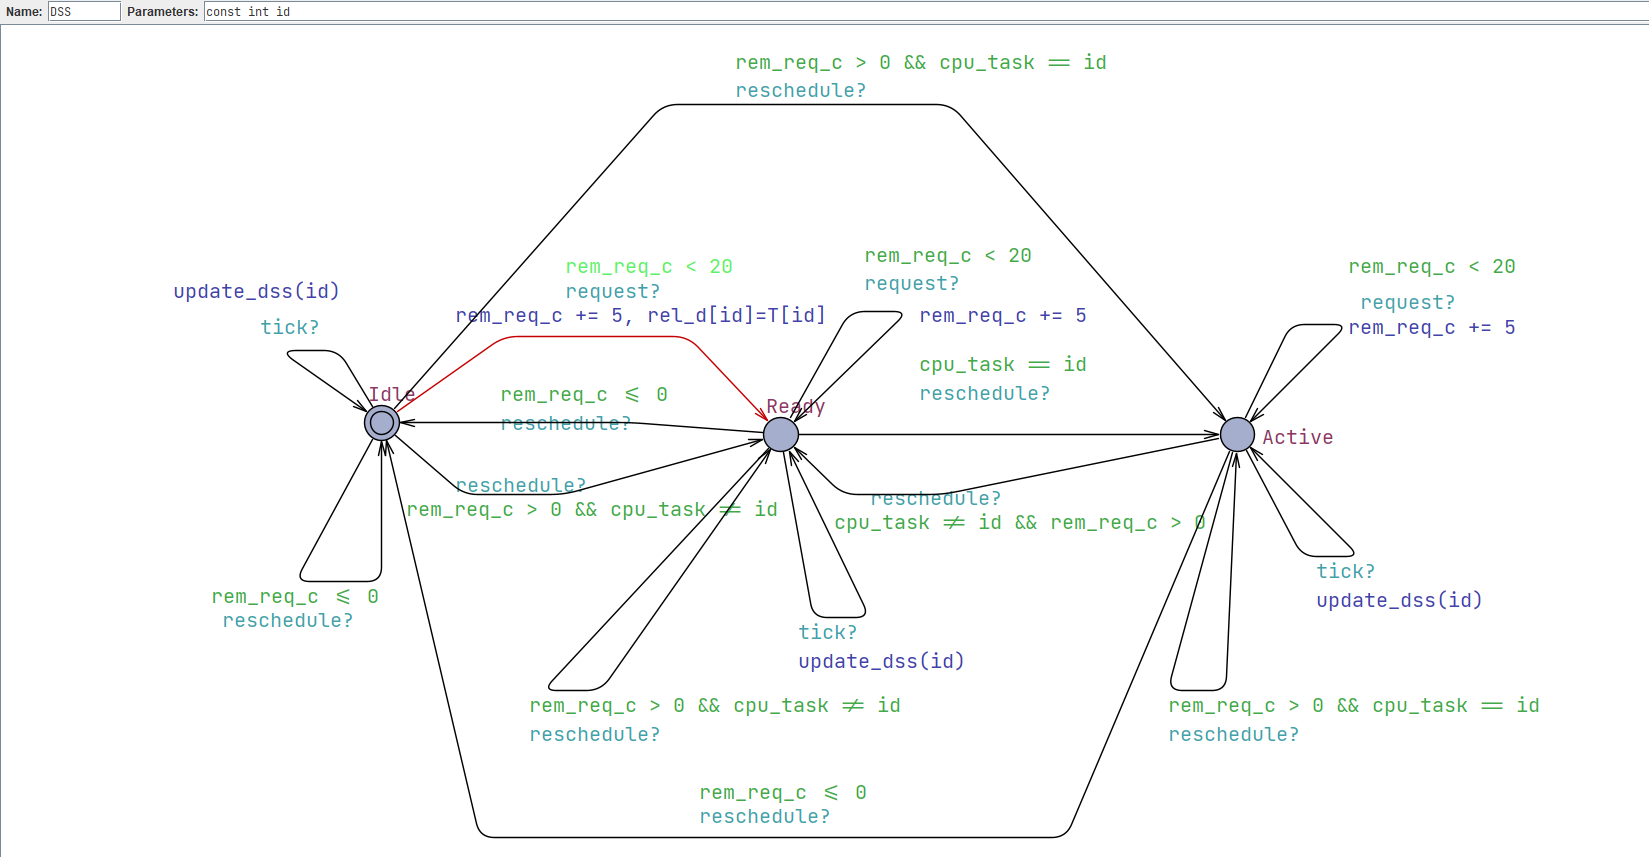 Name: DSS Parameters: const int id
rem_req_c > 0 && cpu_task == id
reschedule?
rem_req_c < 20
request?
rem_req_c += 5, rel_d[id]=T[id]
rem_req_c < 20
request?
rem_req_c += 5
rem_req_c < 20
request?
rem_req_c += 5
update_dss(id)
tick?
cpu_task == id
reschedule?
Idle
rem_req_c <= 0
reschedule?
Ready
Active
reschedule?
rem_req_c > 0 && cpu_task != id
reschedule?
cpu_task != id && rem_req_c > 0
tick?
update_dss(id)
rem_req_c <= 0
reschedule?
tick?
update_dss(id)
rem_req_c > 0 && cpu_task != id
reschedule?
rem_req_c > 0 && cpu_task == id
reschedule?
rem_req_c <= 0
reschedule?